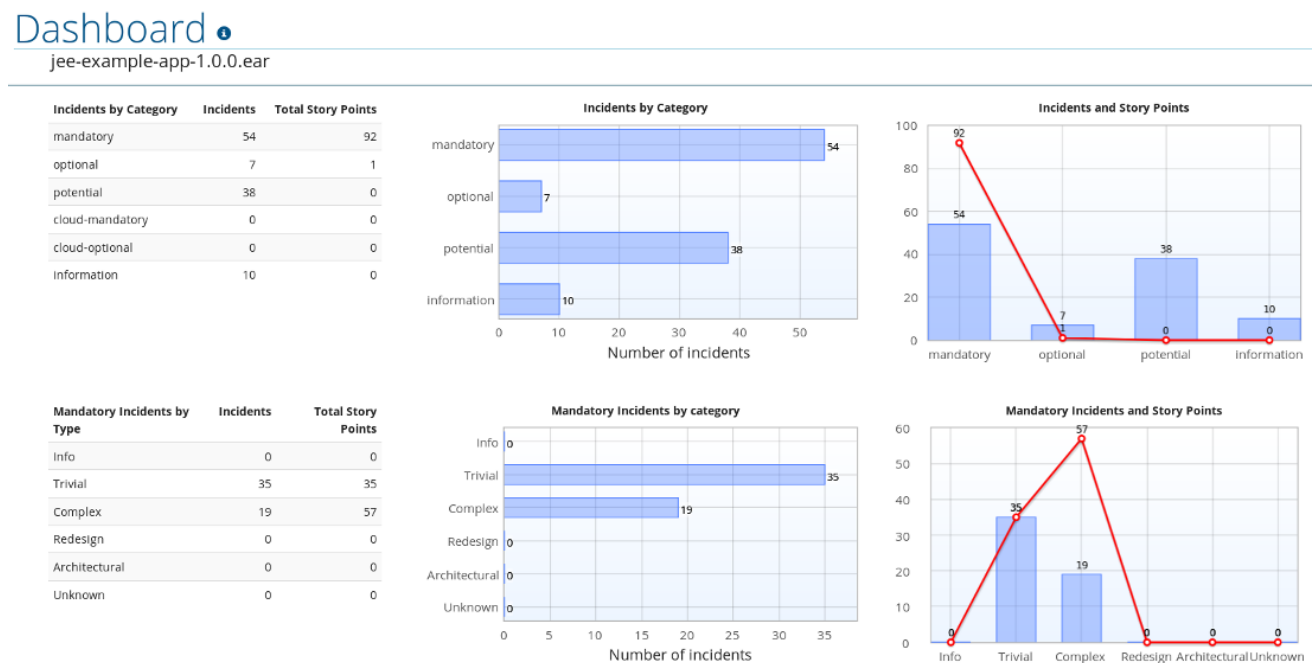 Dashboard
jee-example-app-1.0.0.ear
Incidents by Category Incidents Total Story Points
mandatory 54 92
optional 7 1
potential 38 0
cloud-mandatory 0 0
cloud-optional 0 0
information 10 0
Incidents by Category
mandatory 54
optional 7
potential 38
information 10
0 10 20 30 40 50
Number of incidents
Incidents and Story Points
100
80
60
40
20
0
92
54
7
1
38
0
10
0
mandatory optional potential information
Mandatory Incidents by Type Incidents Total Story Points
Info 0 0
Trivial 35 35
Complex 19 57
Redesign 0 0
Architectural 0 0
Unknown 0 0
Mandatory Incidents by category
Info 0
Trivial 35
Complex 19
Redesign 0
Architectural 0
Unknown 0
0 5 10 15 20 25 30 35
Number of incidents
Mandatory Incidents and Story Points
60
50
40
30
20
10
0
0
35
57
19
0
0
0
Info Trivial Complex Redesign Architectural Unknown